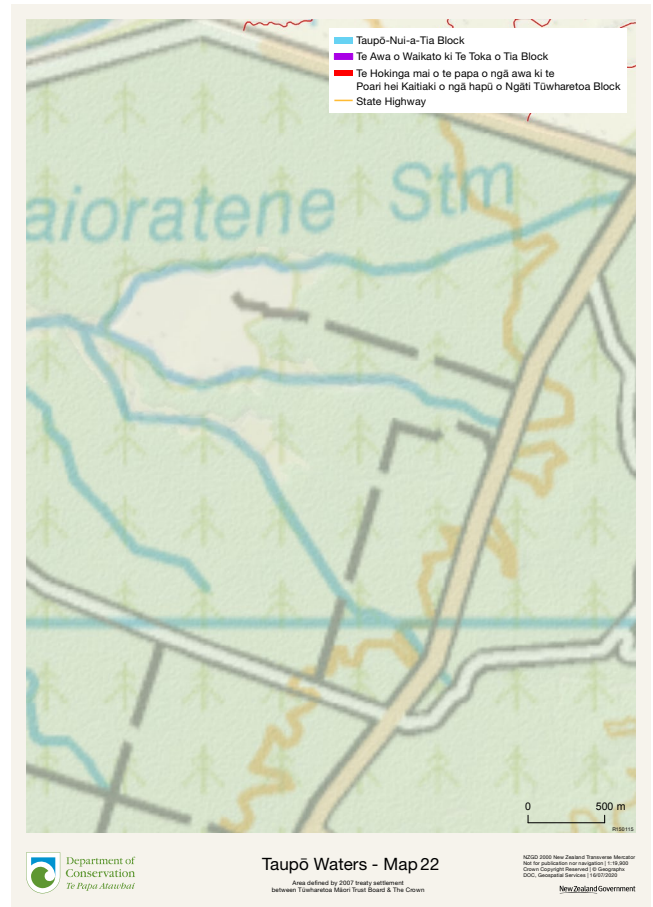 Taupō-Nui-a-Tia Block
Te Awa o Waikato ki Te Toka o Tia Block
Te Hokinga mai o te papa o ngā awa ki te
Poari hei Kaitiaki o ngā hapū o Ngāti Tūwharetoa Block
State Highway
aioratene Stm
0 500 m
R150115
Department of
Conservation
Te Papa Atawbai
Taupō Waters - Map 22
Area defined by 2007 treaty settlement
between Tūwharetoa Māori Trust Board & The Crown
NZGD 2000 New Zealand Transverse Mercator
Not for publication nor navigation | 1:19,900
Crown Copyright Reserved | © Geographx
DOC, Geospatial Services | 16/07/2020
New Zealand Government